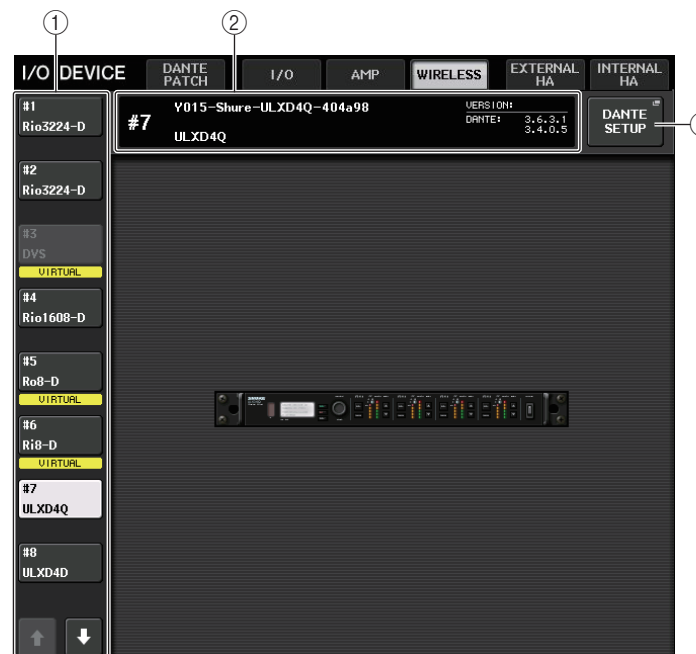 1
2
I/O DEVICE
DANTE PATCH
I/O
AMP
WIRELESS
EXTERNAL HA
INTERNAL HA
#1
Rio3224-D
#2
Rio3224-D
#3
DVS
VIRTUAL
#4
Rio1608-D
#5
Ro8-D
VIRTUAL
#6
Ri8-D
VIRTUAL
#7
ULXD4Q
#8
ULXD4D
#7
Y015-Shure-ULXD4Q-404a98
ULXD4Q
VERSION:
DANTE: 3.6.3.1
3.4.0.5
DANTE SETUP